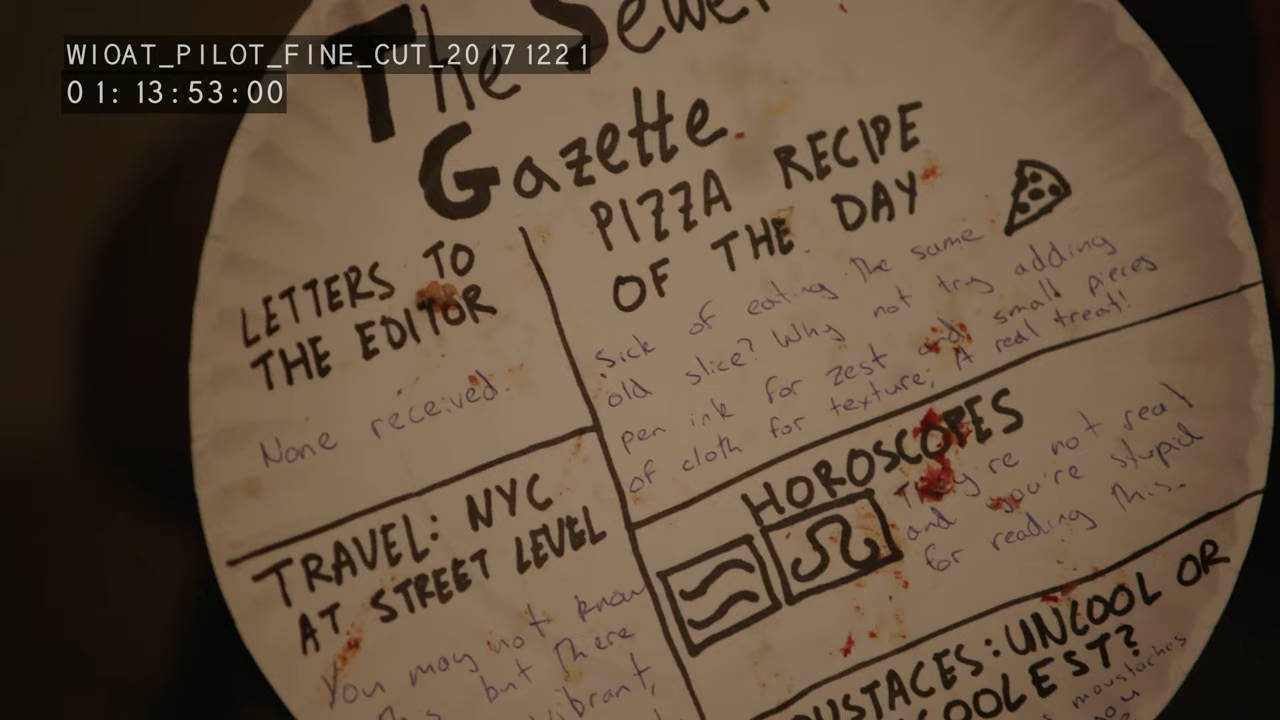 WIOAT_PILOT_FINE_CUT_20171221
01:13:53:00
The Sewer
Gazette
LETTERS TO
THE EDITOR
None received.
PIZZA RECIPE
OF THE DAY
Sick of eating the same
old slice? Why not try adding
pen ink for zest and small pieces
of cloth for texture; A real treat!
TRAVEL: NYC
AT STREET LEVEL
You may not know
this but there
vibrant,
HOROSCOPES
They're not real
and you're stupid
for reading this.
OUSTACES: UNCOOL OR
COOLEST?
moustaches
you